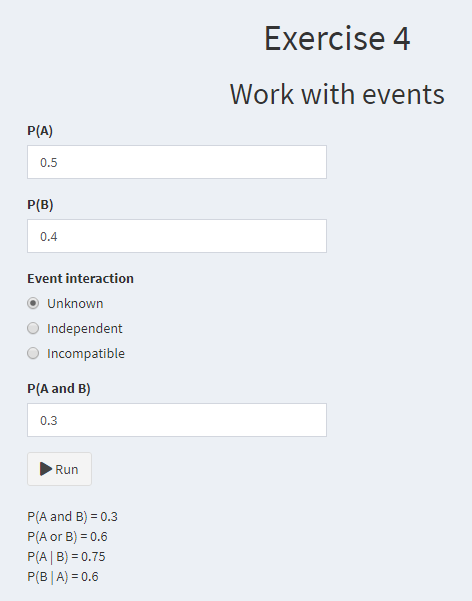 Exercise 4
Work with events
P(A)
0.5
P(B)
0.4
Event interaction
Unknown
Independent
Incompatible
P(A and B)
0.3
Run
P(A and B) = 0.3
P(A or B) = 0.6
P(A | B) = 0.75
P(B | A) = 0.6